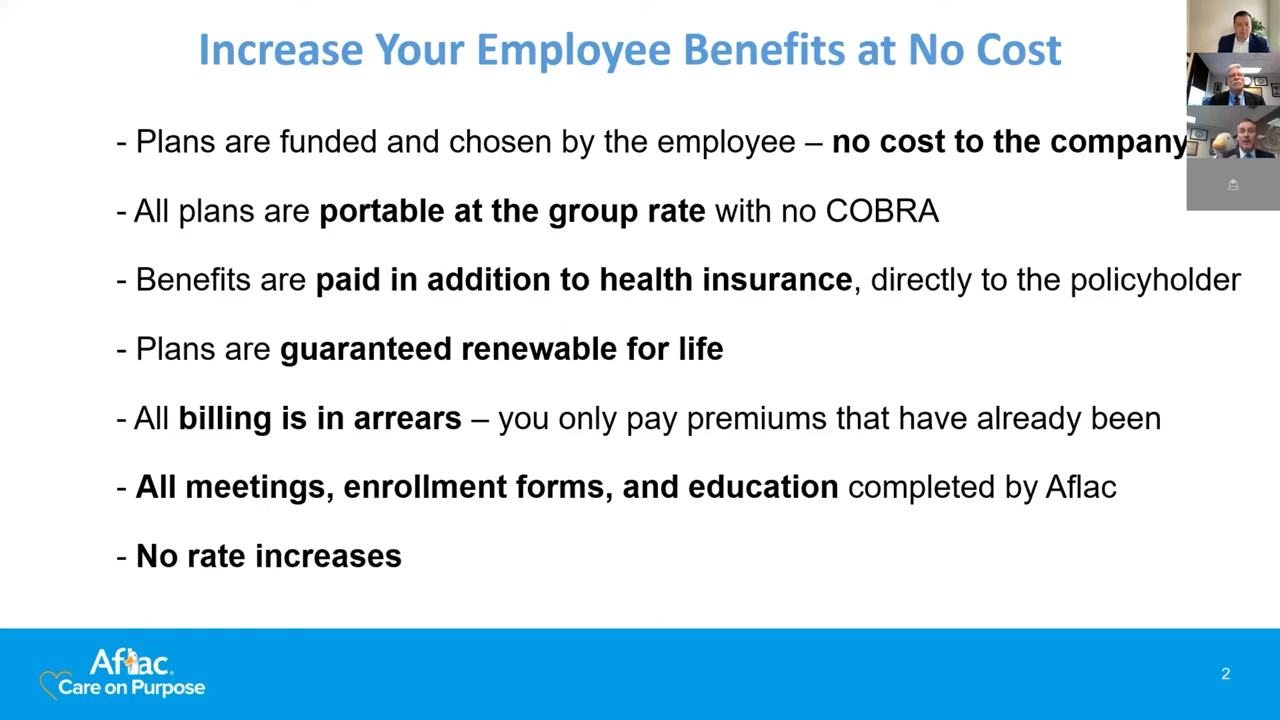 Increase Your Employee Benefits at No Cost
- Plans are funded and chosen by the employee – no cost to the company
- All plans are portable at the group rate with no COBRA
- Benefits are paid in addition to health insurance, directly to the policyholder
- Plans are guaranteed renewable for life
- All billing is in arrears – you only pay premiums that have already been
- All meetings, enrollment forms, and education completed by Aflac
- No rate increases
Aflac.
Care on Purpose
2